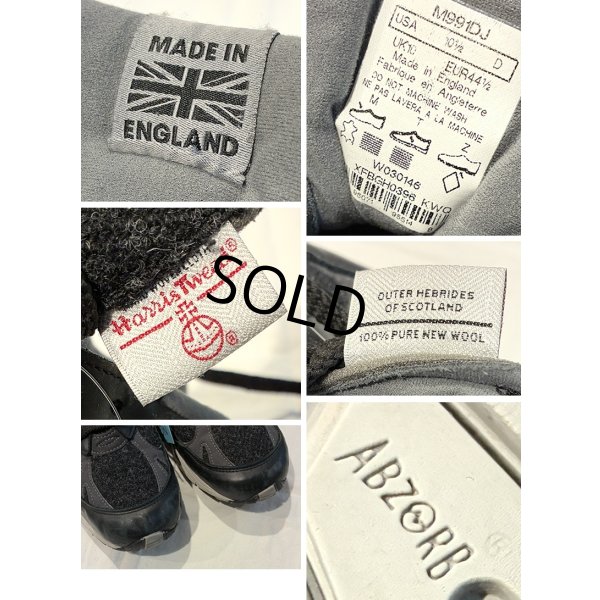 MADE IN
ENGLAND
M991DJ
USA 10½ D
UK10 EUR44½
Made in England
Fabriqué en Angleterre
DO NOT MACHINE WASH
NE PAS LAVER A LA MACHINE
M T Z
W030146
XFBGH0396 KWG
Harris Tweed®
®
SOLD
OUTER HEBRIDES
OF SCOTLAND
100% PURE NEW WOOL
ABZORB